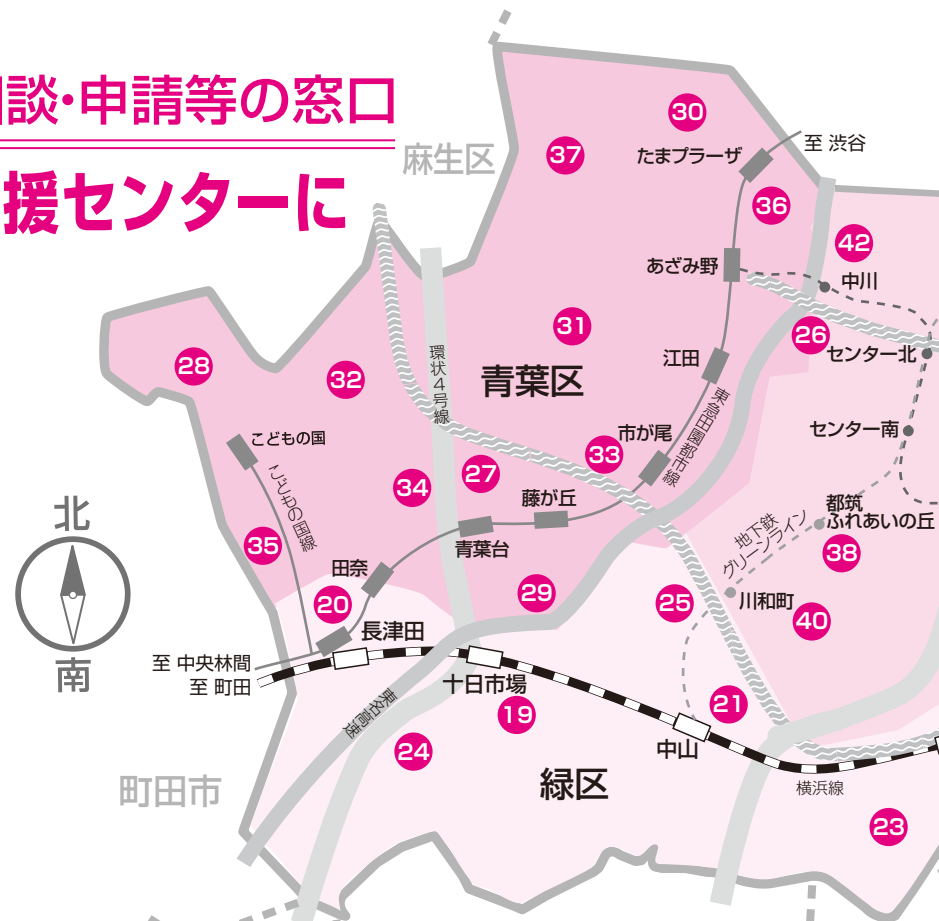 談・申請等の窓口
援センターに
麻生区
30
至 渋谷
37
たまプラーザ
36
42
あざみ野
中川
31
26
28
センター北
32
環状4号線
青葉区
江田
東急田園都市線
市が尾
センター南
こどもの国
33
27
34
こどもの国線
藤が丘
都筑
ふれあいの丘
地下鉄
グリーンライン
北
35
青葉台
38
田奈
29
20
25
川和町
40
長津田
南
至 中央林間
至 町田
十日市場
東名高速
19
21
24
中山
町田市
緑区
横浜線
23